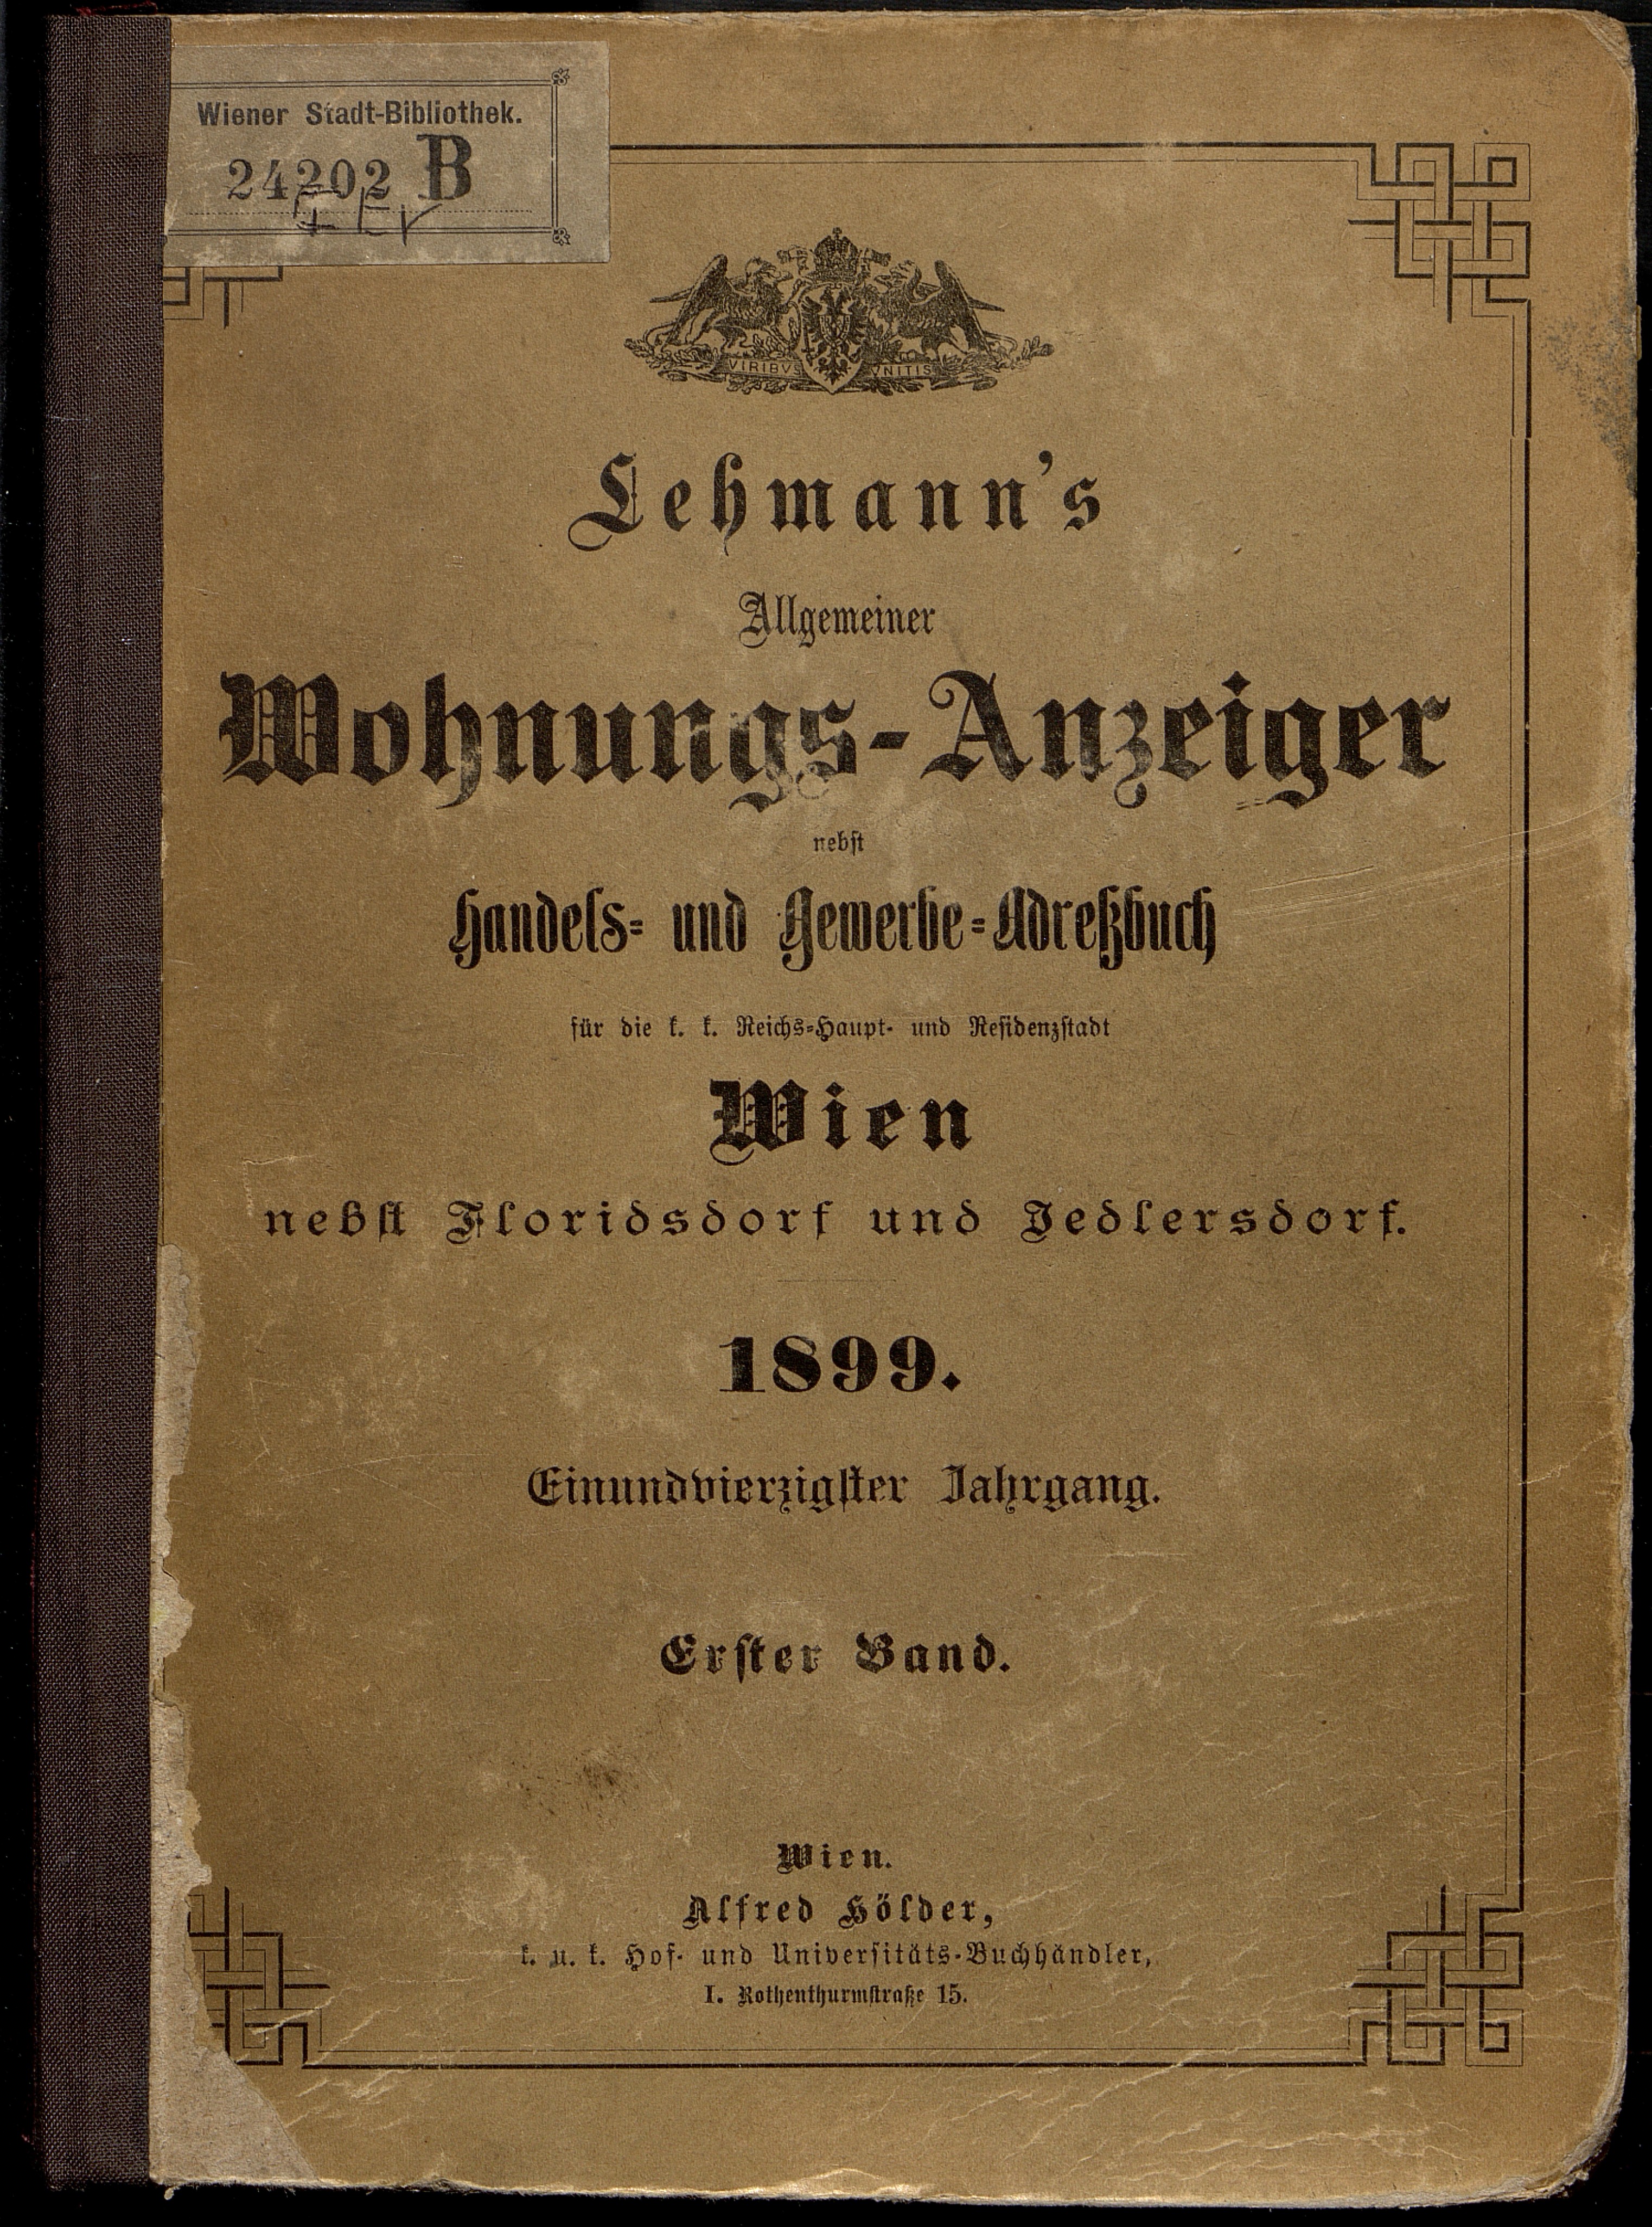 Wiener Stadt-Bibliothek.
24202 B
VIRIBVS VNITIS
Lehmann's
Allgemeiner
Wohnungs-Anzeiger
nebst
Handels- und Gewerbe-Adreßbuch
für die k. k. Reichs-Haupt- und Residenzstadt
Wien
nebst Floridsdorf und Jedlersdorf.
1899.
Einundvierzigster Jahrgang.
Erster Band.
Wien.
Alfred Hölder,
k. u. k. Hof- und Universitäts-Buchhändler,
I. Rothenthurmstraße 15.